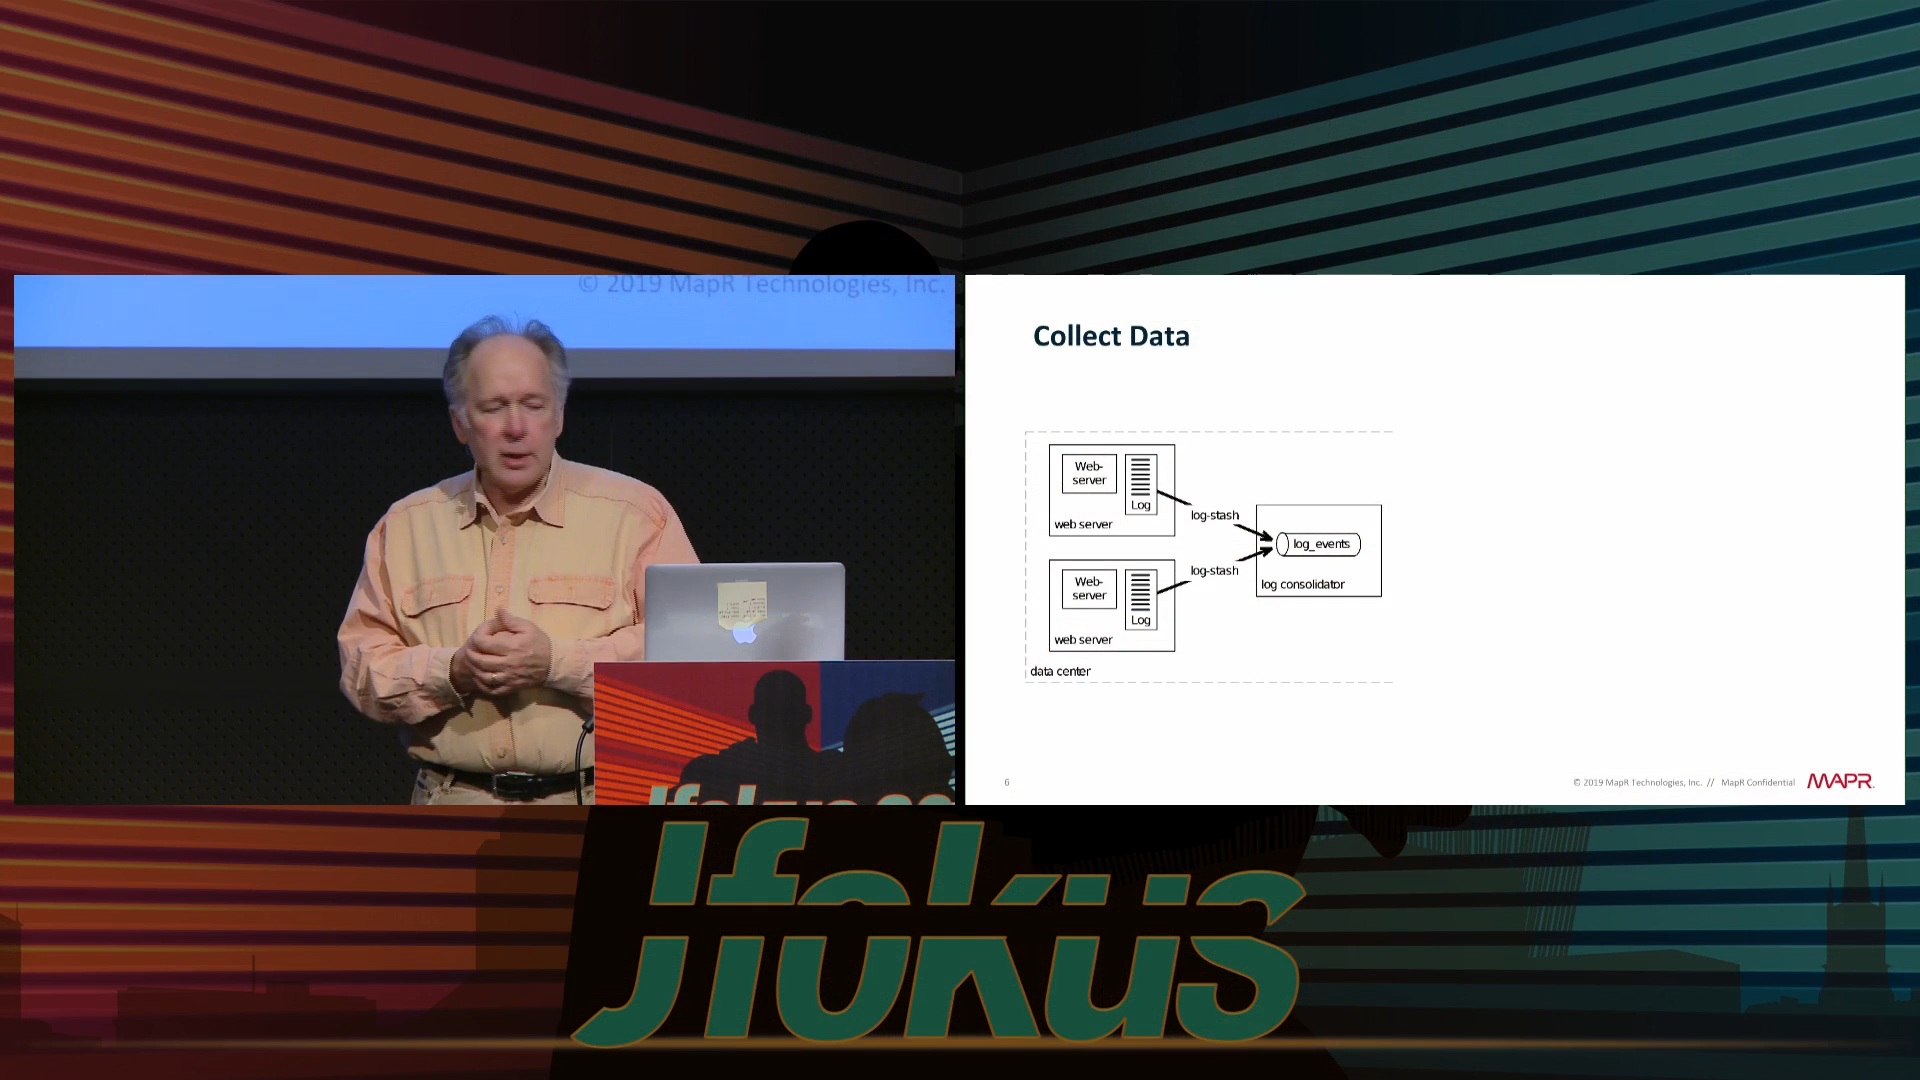 © 2019 MapR Technologies, Inc.
Collect Data
Web-
server
Log
web server
log-stash
log_events
log consolidator
Web-
server
Log
web server
log-stash
data center
6
© 2019 MapR Technologies, Inc. // MapR Confidential
MAPR
Jfokus